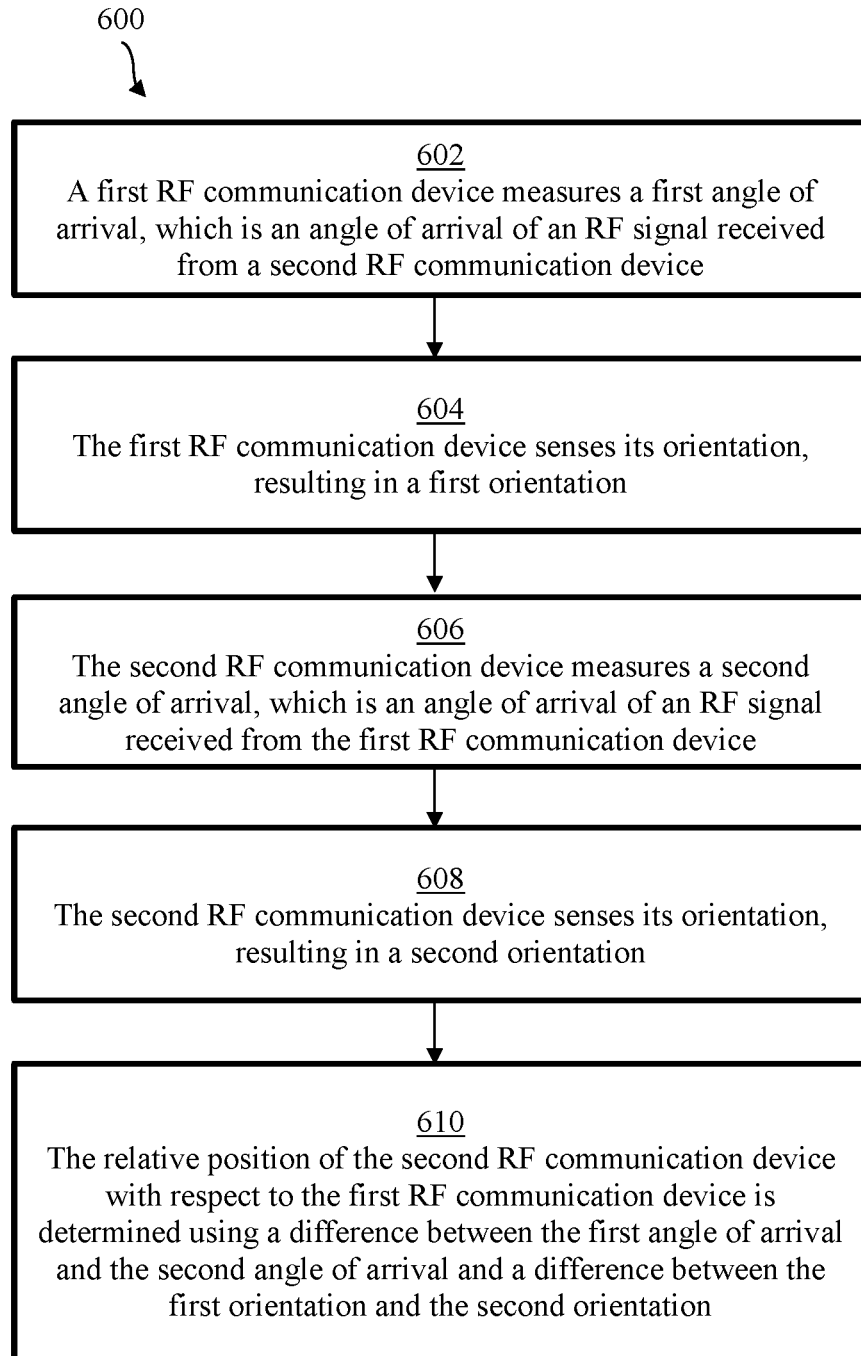 600
602
A first RF communication device measures a first angle of
arrival, which is an angle of arrival of an RF signal received
from a second RF communication device
604
The first RF communication device senses its orientation,
resulting in a first orientation
606
The second RF communication device measures a second
angle of arrival, which is an angle of arrival of an RF signal
received from the first RF communication device
608
The second RF communication device senses its orientation,
resulting in a second orientation
610
The relative position of the second RF communication device
with respect to the first RF communication device is
determined using a difference between the first angle of arrival
and the second angle of arrival and a difference between the
first orientation and the second orientation